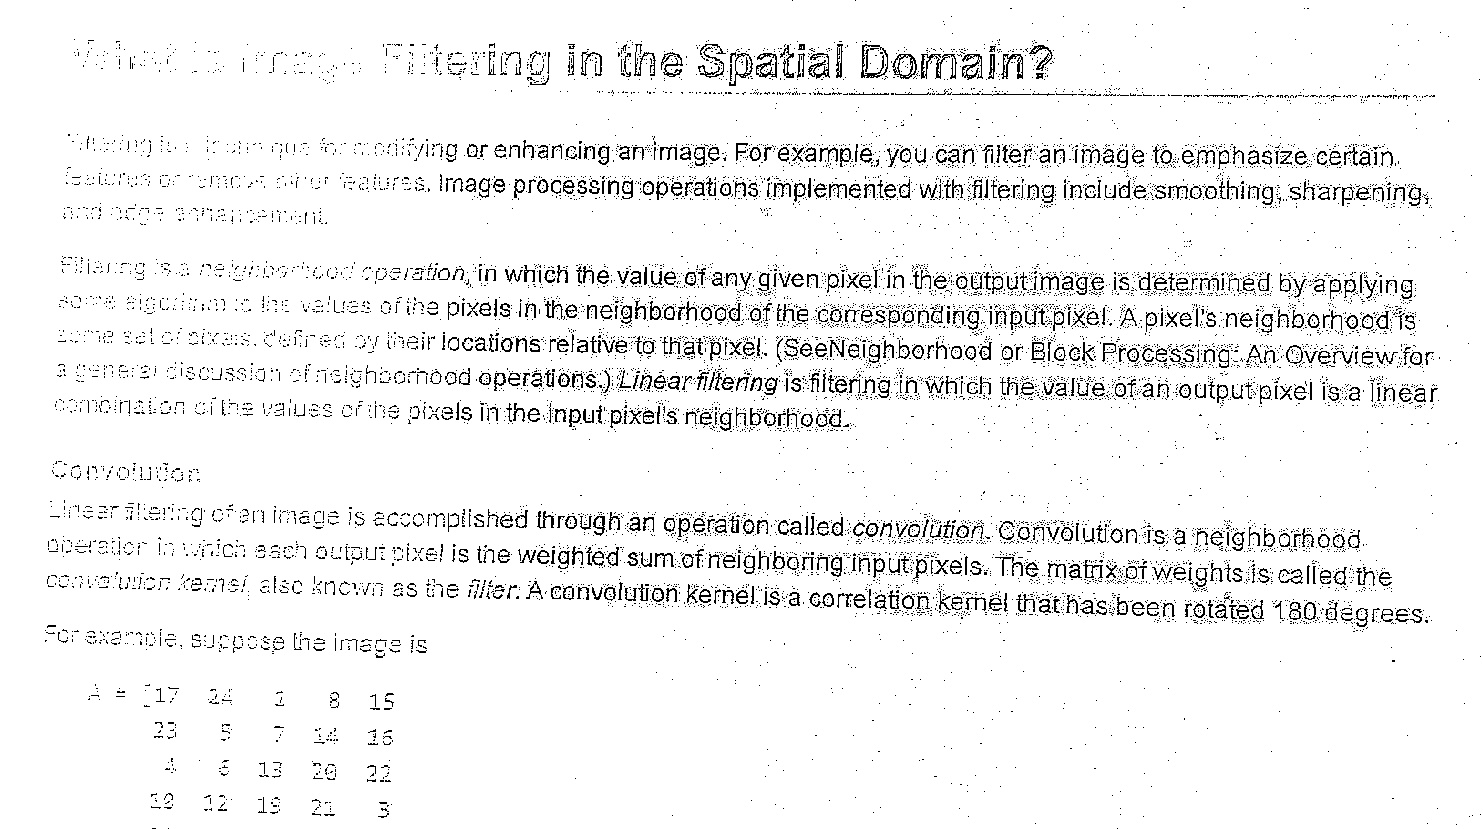 What is Image Filtering in the Spatial Domain?
Filtering is a technique for modifying or enhancing an image. For example, you can filter an image to emphasize certain
features or remove other features. Image processing operations implemented with filtering include smoothing, sharpening,
and edge enhancement.
Filtering is a neighborhood operation, in which the value of any given pixel in the output image is determined by applying
some algorithm to the values of the pixels in the neighborhood of the corresponding input pixel. A pixel's neighborhood is
some set of pixels, defined by their locations relative to that pixel. (SeeNeighborhood or Block Processing: An Overview for
a general discussion of neighborhood operations.) Linear filtering is filtering in which the value of an output pixel is a linear
combination of the values of the pixels in the input pixel's neighborhood.
Convolution
Linear filtering of an image is accomplished through an operation called convolution. Convolution is a neighborhood
operation in which each output pixel is the weighted sum of neighboring input pixels. The matrix of weights is called the
convolution kernel, also known as the filter. A convolution kernel is a correlation kernel that has been rotated 180 degrees.
For example, suppose the image is
A = [17 24 1 8 15
23 5 7 14 16
4 6 13 20 22
10 12 19 21 3